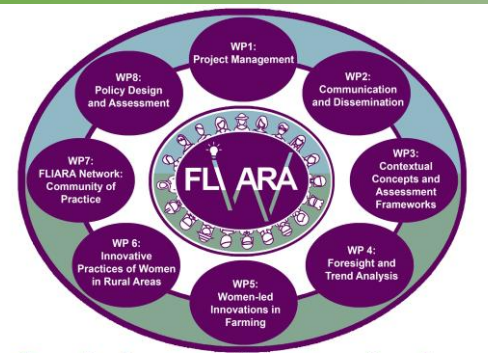 WP1:
Project Management
WP2:
Communication
and Dissemination
WP3:
Contextual
Concepts and
Assessment
Frameworks
WP 4:
Foresight and
Trend Analysis
WP5:
Women-led
Innovations in
Farming
WP 6:
Innovative
Practices of Women
in Rural Areas
WP7:
FLIARA Network:
Community of
Practice
WP8:
Policy Design
and Assessment
FLIARA